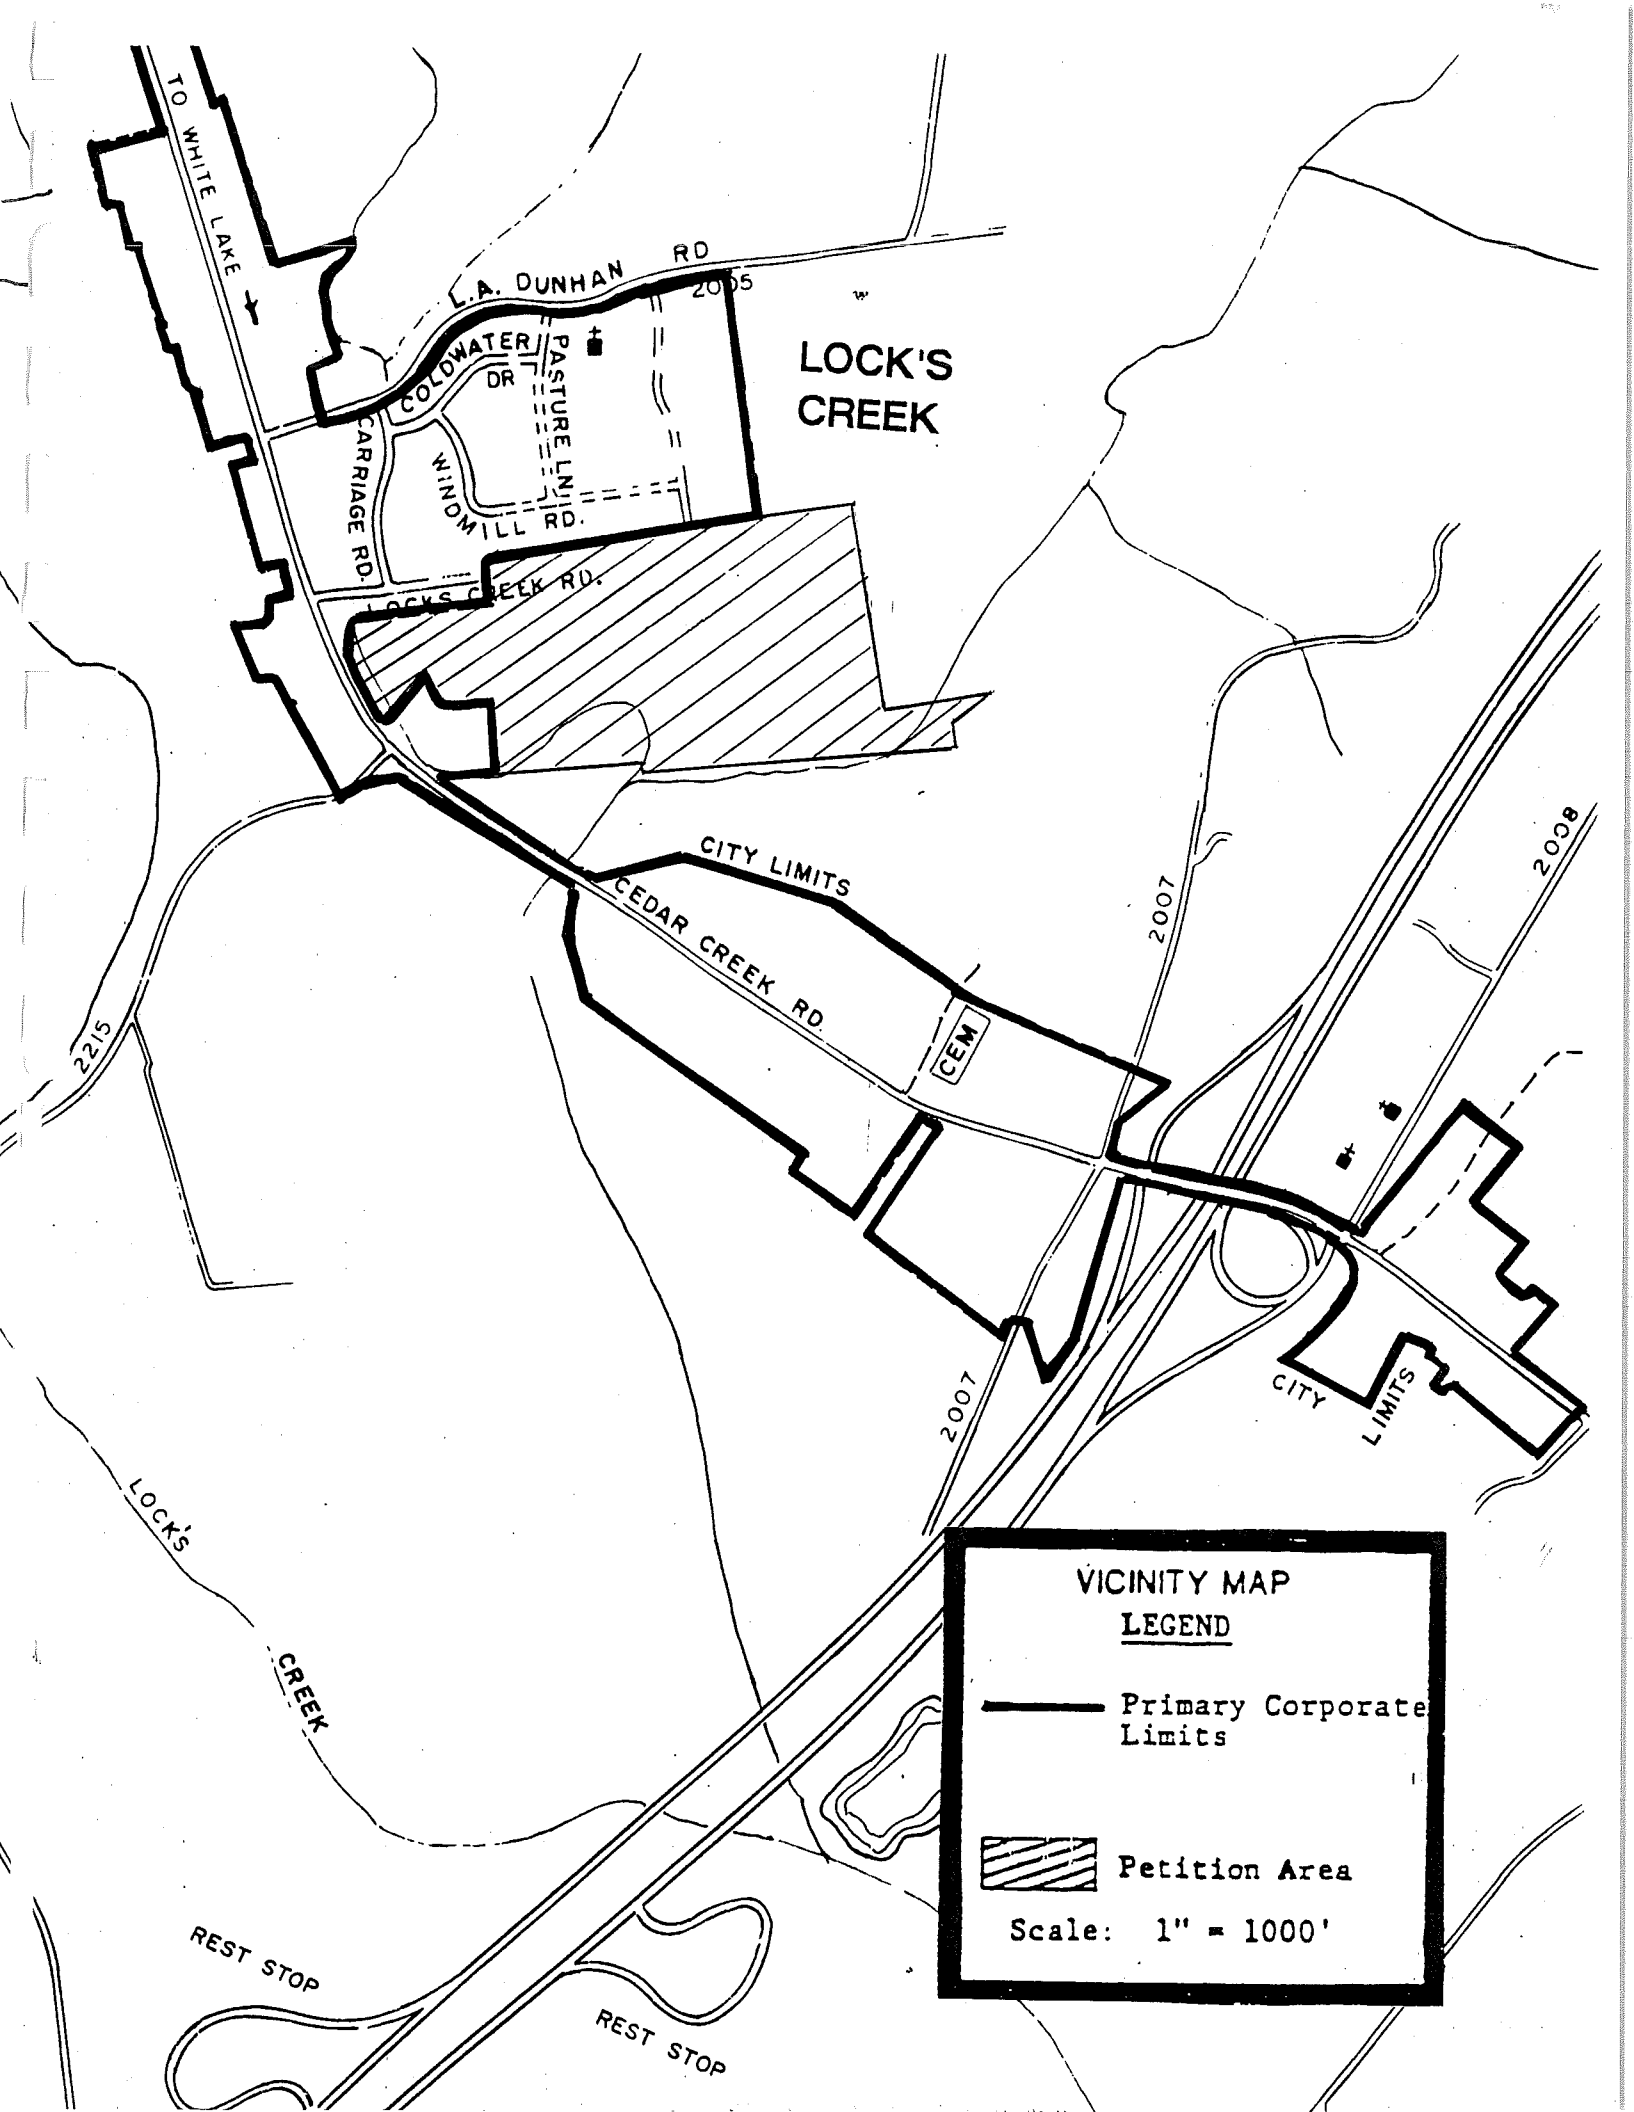 TO WHITE LAKE
L.A. DUNHAN RD
2005
COLDWATER
DR
PASTURE LN.
LOCK'S
CREEK
CARRIAGE RD.
WINDMILL RD.
LOCKS CREEK RD.
CITY LIMITS
CEDAR CREEK RD.
2007
2008
CEM
2215
2007
CITY
LIMITS
LOCK'S
CREEK
VICINITY MAP
LEGEND
Primary Corporate
Limits
Petition Area
Scale: 1" = 1000'
REST STOP
REST STOP